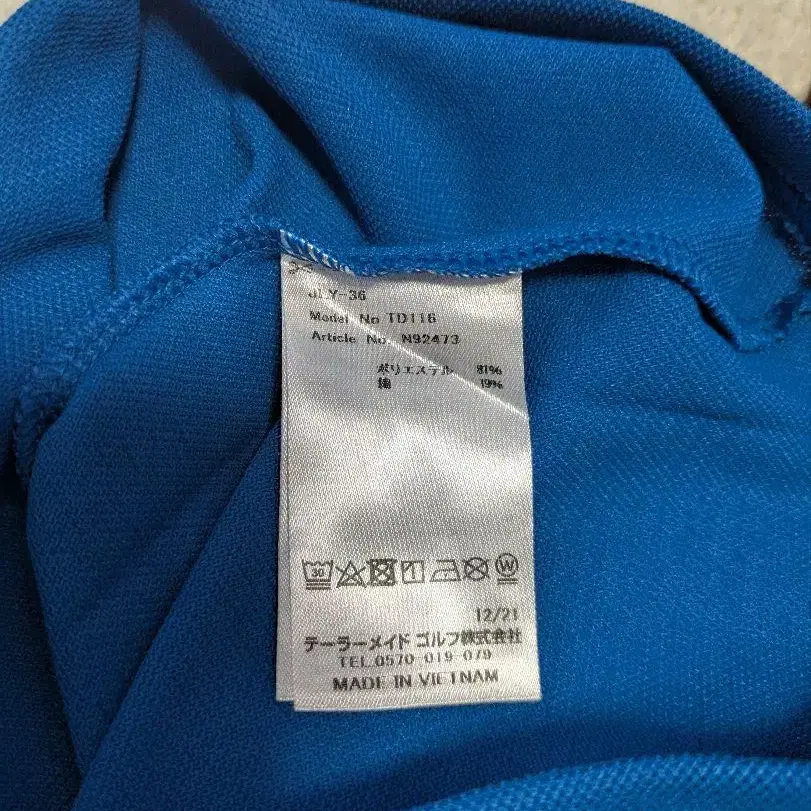 JLY-36
Model No TD116
Article No. N92473
ポリエステル 81%
綿 19%
30
W
12/21
テーラーメイド ゴルフ株式会社
TEL.0570-019-079
MADE IN VIETNAM